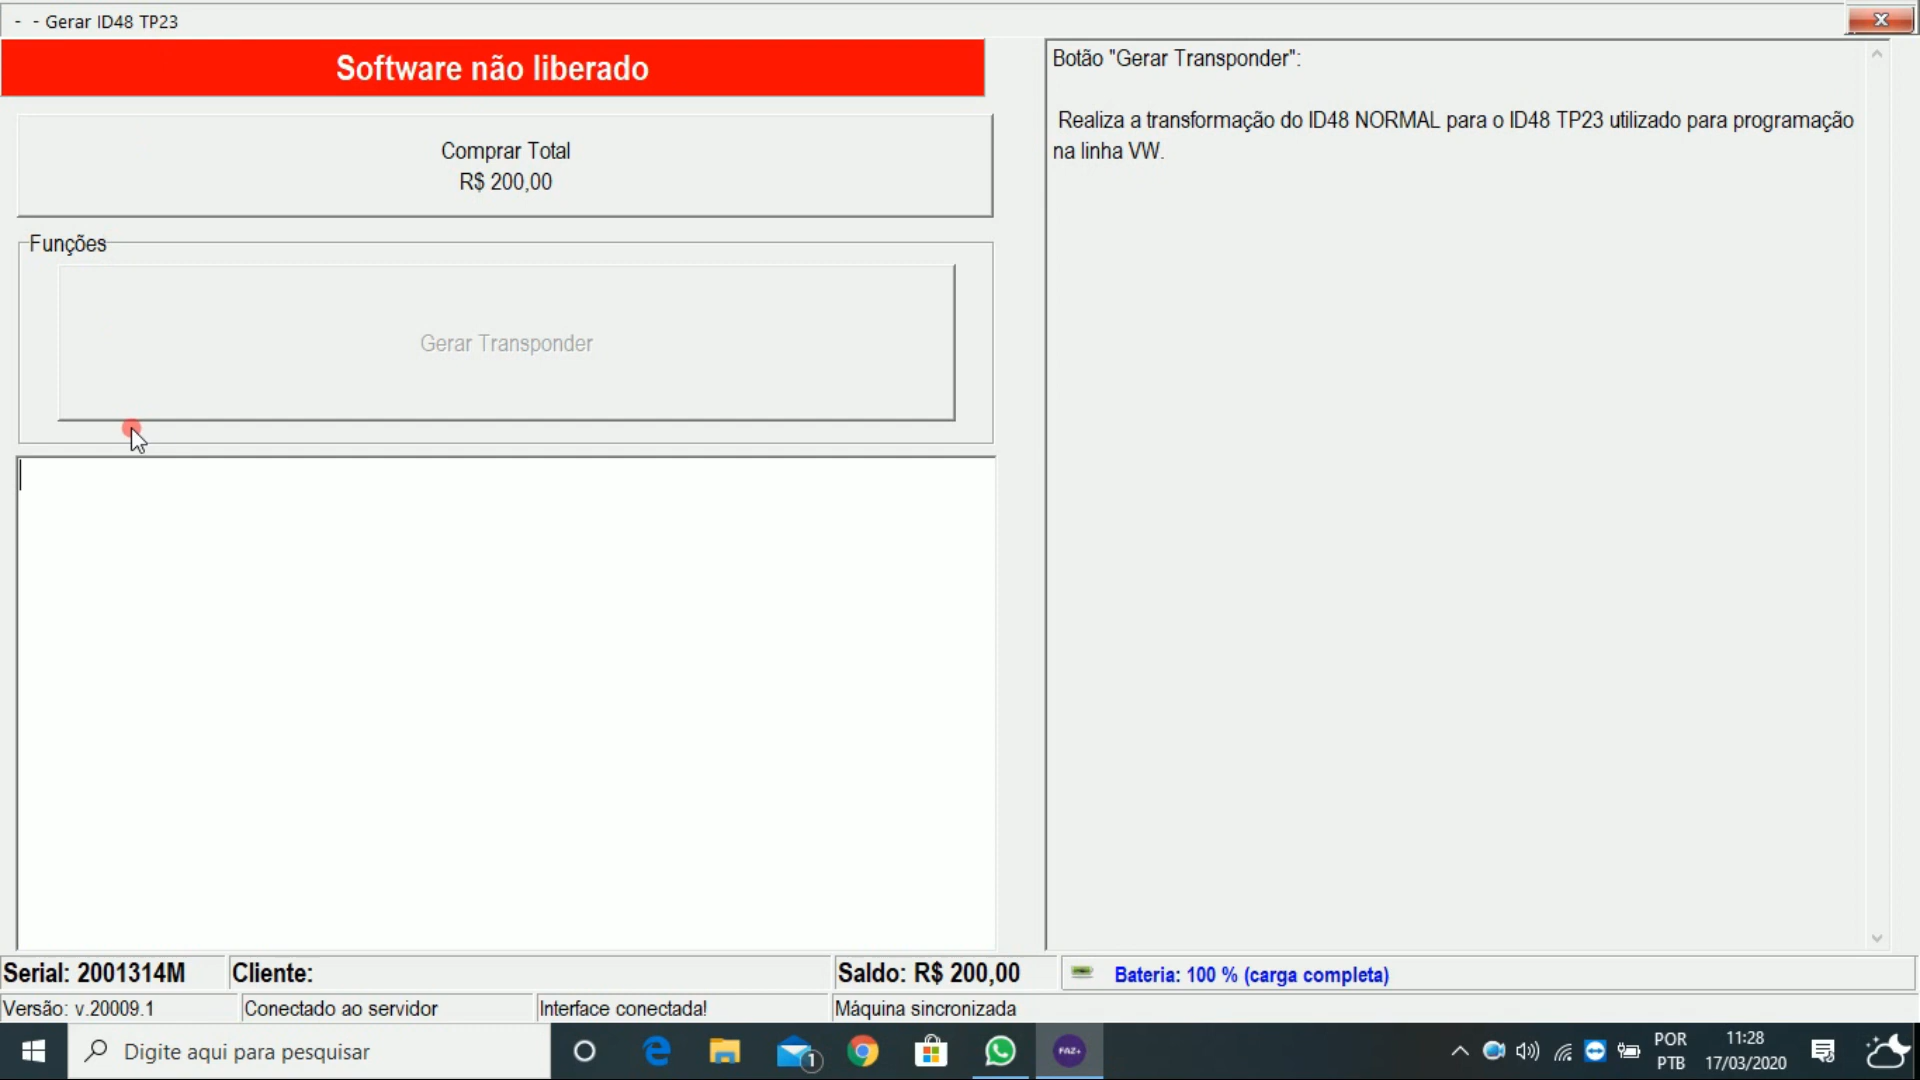 - - Gerar ID48 TP23
Software não liberado
Comprar Total
R$ 200,00
Funções
Gerar Transponder
Botão "Gerar Transponder":
Realiza a transformação do ID48 NORMAL para o ID48 TP23 utilizado para programação
na linha VW.
Serial: 2001314M
Cliente:
Saldo: R$ 200,00
Bateria: 100 % (carga completa)
Versão: v.20009.1
Conectado ao servidor
Interface conectada!
Máquina sincronizada
Digite aqui para pesquisar
1
FAZ+
POR
PTB
11:28
17/03/2020